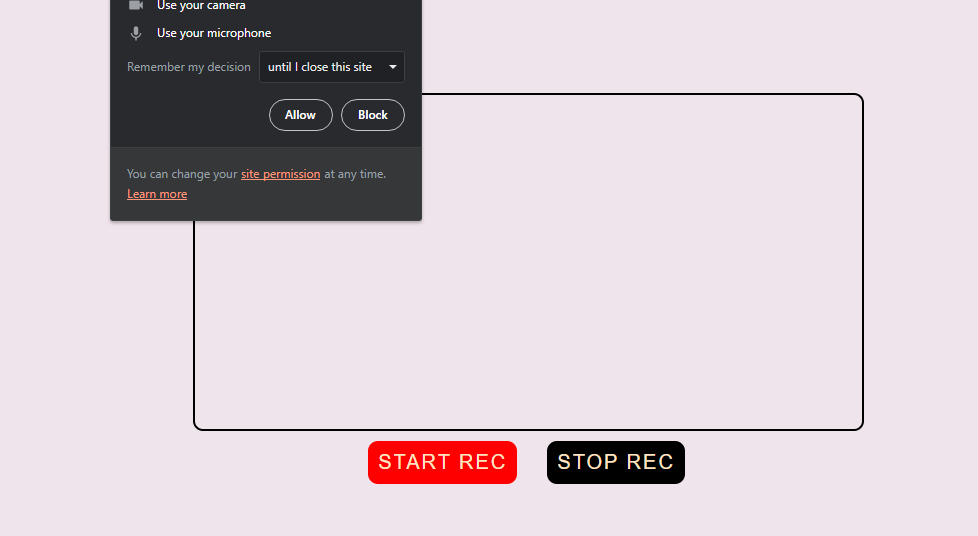 Use your camera
Use your microphone
Remember my decision until I close this site
Allow Block
You can change your site permission at any time.
Learn more
START REC STOP REC